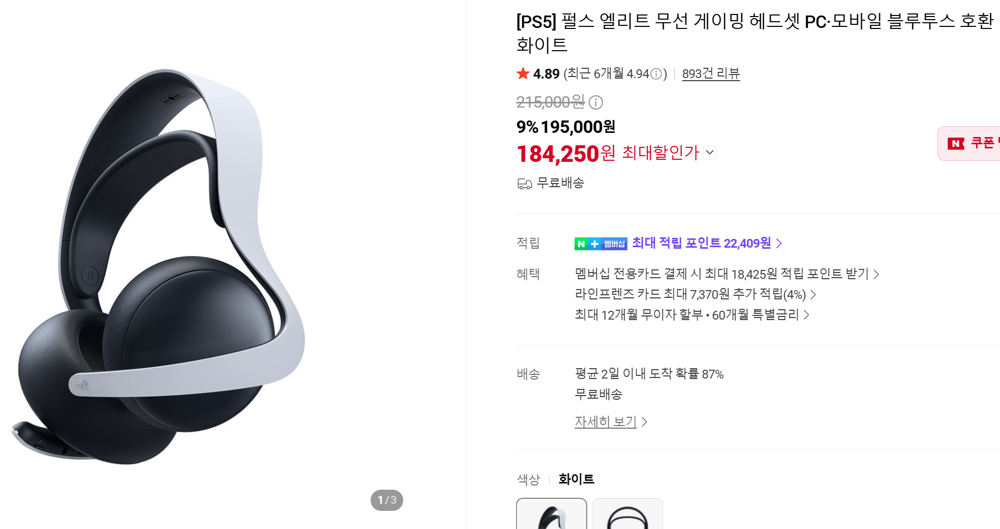 [PS5] 펄스 엘리트 무선 게이밍 헤드셋 PC·모바일 블루투스 호환
화이트
4.89 (최근 6개월 4.94) 893건 리뷰
215,000원
9% 195,000원
184,250원 최대할인가
N 쿠폰
무료배송
적립 N + 멤버십 최대 적립 포인트 22,409원
혜택 멤버십 전용카드 결제 시 최대 18,425원 적립 포인트 받기
라인프렌즈 카드 최대 7,370원 추가 적립(4%)
최대 12개월 무이자 할부 • 60개월 특별금리
배송 평균 2일 이내 도착 확률 87%
무료배송
자세히 보기
색상 화이트
R
1/3